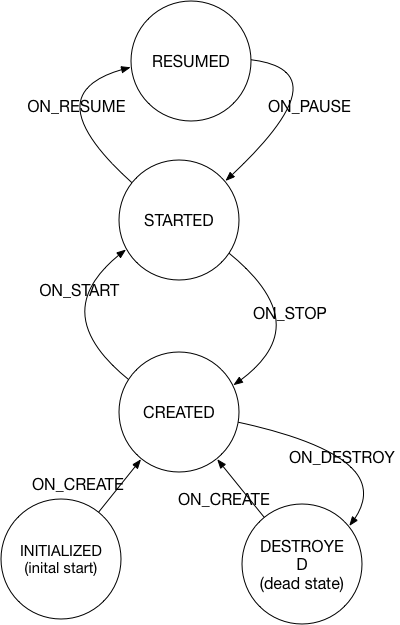 RESUMED
ON_RESUME
ON_PAUSE
STARTED
ON_START
ON_STOP
CREATED
ON_DESTROY
ON_CREATE
ON_CREATE
INITIALIZED
(inital start)
DESTROYE
D
(dead state)